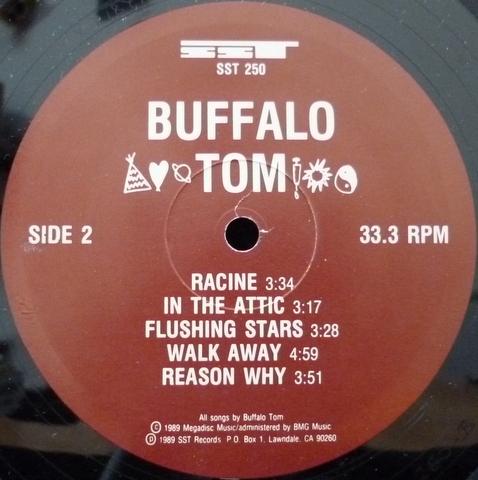 SST
SST 250
BUFFALO
TOM
SIDE 2
33.3 RPM
RACINE 3:34
IN THE ATTIC 3:17
FLUSHING STARS 3:28
WALK AWAY 4:59
REASON WHY 3:51
All songs by Buffalo Tom
Ⓒ 1989 Megadisc Music/administered by BMG Music
Ⓟ 1989 SST Records P.O. Box 1, Lawndale, CA 90260